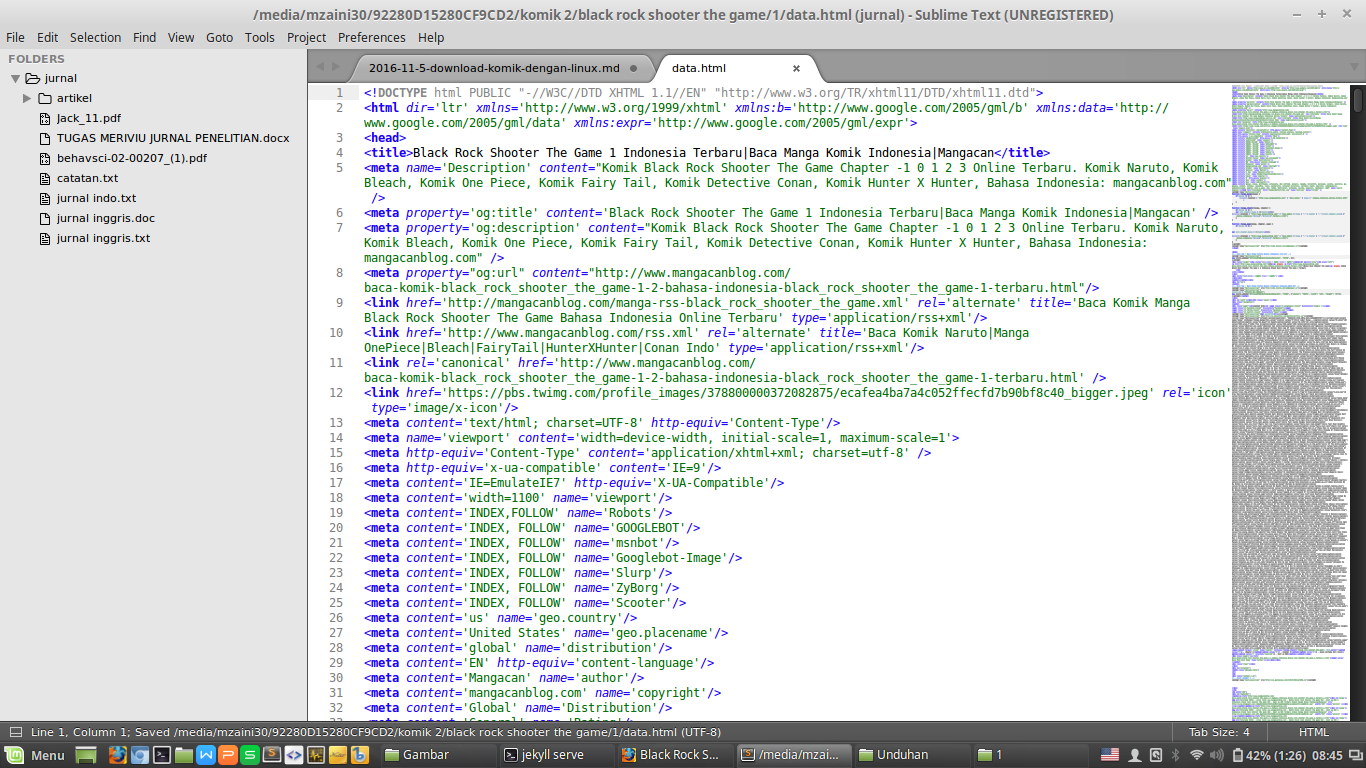 /media/mzaini30/92280D15280CF9CD2/komik 2/black rock shooter the game/1/data.html (jurnal) - Sublime Text (UNREGISTERED)
File Edit Selection Find View Goto Tools Project Preferences Help
FOLDERS
jurnal
artikel
Jack_11.pdf
TUGAS MERIVIU JURNAL PENELITIAN.docx
behavsci-02-00207_(1).pdf
catatan.txt
jurnal indo.txt
jurnal inggris.doc
jurnal inggris.txt
2016-11-5-download-komik-dengan-linux.md data.html
1 <!DOCTYPE html PUBLIC "-//W3C//DTD XHTML 1.1//EN" "http://www.w3.org/TR/xhtml11/DTD/xhtml11.dtd">
2 <html dir='ltr' xmlns='http://www.w3.org/1999/xhtml' xmlns:b='http://www.google.com/2005/gml/b' xmlns:data='http://
www.google.com/2005/gml/data' xmlns:expr='http://www.google.com/2005/gml/expr'>
3 <head>
4 <title>Black Rock Shooter The Game 1 IndOnesia Terbaru|Baca Manga Komik Indonesia|Mangacan</title>
5 <meta name='Description' content="Komik Black Rock Shooter The Game Chapter -1 0 1 2 3 Online Terbaru. Komik Naruto, Komik
Bleach, Komik One Piece, Komik Fairy Tail, Komik Detective Conan, Komik Hunter X Hunter, Bahasa Indonesia: mangacanblog.com"
/>
6 <meta property='og:title' content='Black Rock Shooter The Game 1 Indonesia Terbaru|Baca Manga Komik Indonesia|Mangacan' />
7 <meta property='og:description' content="Komik Black Rock Shooter The Game Chapter -1 0 1 2 3 Online Terbaru. Komik Naruto,
Komik Bleach, Komik One Piece, Komik Fairy Tail, Komik Detective Conan, Komik Hunter X Hunter, Bahasa Indonesia:
mangacanblog.com" />
8 <meta property="og:url" content="http://www.mangacanblog.com/
baca-komik-black_rock_shooter_the_game-1-2-bahasa-indonesia-black_rock_shooter_the_game-1-terbaru.html"/>
9 <link href='http://mangacanblog.com/manga-rss-black_rock_shooter_the_game.xml' rel='alternate' title='Baca Komik Manga
Black Rock Shooter The Game Bahasa Indonesia OnlIne Terbaru' type='application/rss+xml'/>
10 <link href='http://www.mangacanblog.com/rss.xml' rel='alternate' title='Baca Komik Naruto|Manga
OnePiece|Bleach|FairyTail|HunterXHunter|Conan Indo' type='application/rss+xml'/>
11 <link rel='canonical' href='http://www.mangacanblog.com/
baca-komik-black_rock_shooter_the_game-1-2-bahasa-indonesia-black_rock_shooter_the_game-1-terbaru.html' />
12 <link href='https://pbs.twimg.com/profile_images/378800000372082875/ecafea4ba7a4c052ffecfd7b90bf8c40_bigger.jpeg' rel='icon'
type='image/x-icon'/>
13 <meta content='text/html; charset=UTF-8' http-equiv='Content-Type'/>
14 <meta name='viewport' content='width=device-width, initial-scale=1, maximum-scale=1'>
15 <meta http-equiv='Content-Type' content='application/xhtml+xml; charset=utf-8' />
16 <meta http-equiv='x-ua-compatible' content='IE=9'/>
17 <meta content='IE=EmulateIE7' http-equiv='X-UA-Compatible'/>
18 <meta content='width=1100' name='viewport'/>
19 <meta content='INDEX,FOLLOW' name='Robots'/>
20 <meta content='INDEX, FOLLOW' name='GOOGLEBOT'/>
21 <meta content='INDEX, FOLLOW' name='msnbot'/>
22 <meta content='INDEX, FOLLOW' name='Googlebot-Image'/>
23 <meta content='INDEX, FOLLOW' name='Slurp'/>
24 <meta content='INDEX, FOLLOW' name='ZyBorg'/>
25 <meta content='INDEX, FOLLOW' name='Scooter'/>
26 <meta content='us' name='geo.country'/>
27 <meta content='United States' name='geo.placename'/>
28 <meta content='global' name='distribution'/>
29 <meta content='EN' http-equiv='content-language'/>
30 <meta content='Mangacan' name='author'/>
31 <meta content='mangacanblog.com' name='copyright'/>
32 <meta content='Global' name='Distribution'/>
Line 1, Column 1; Saved /media/mzaini30/92280D15280CF9CD2/komik 2/black rock shooter the game/1/data.html (UTF-8) Tab Size: 4 HTML
Menu Gambar jekyll serve Black Rock S... /media/mzai... Unduhan 1 42% (1:26) 08:45